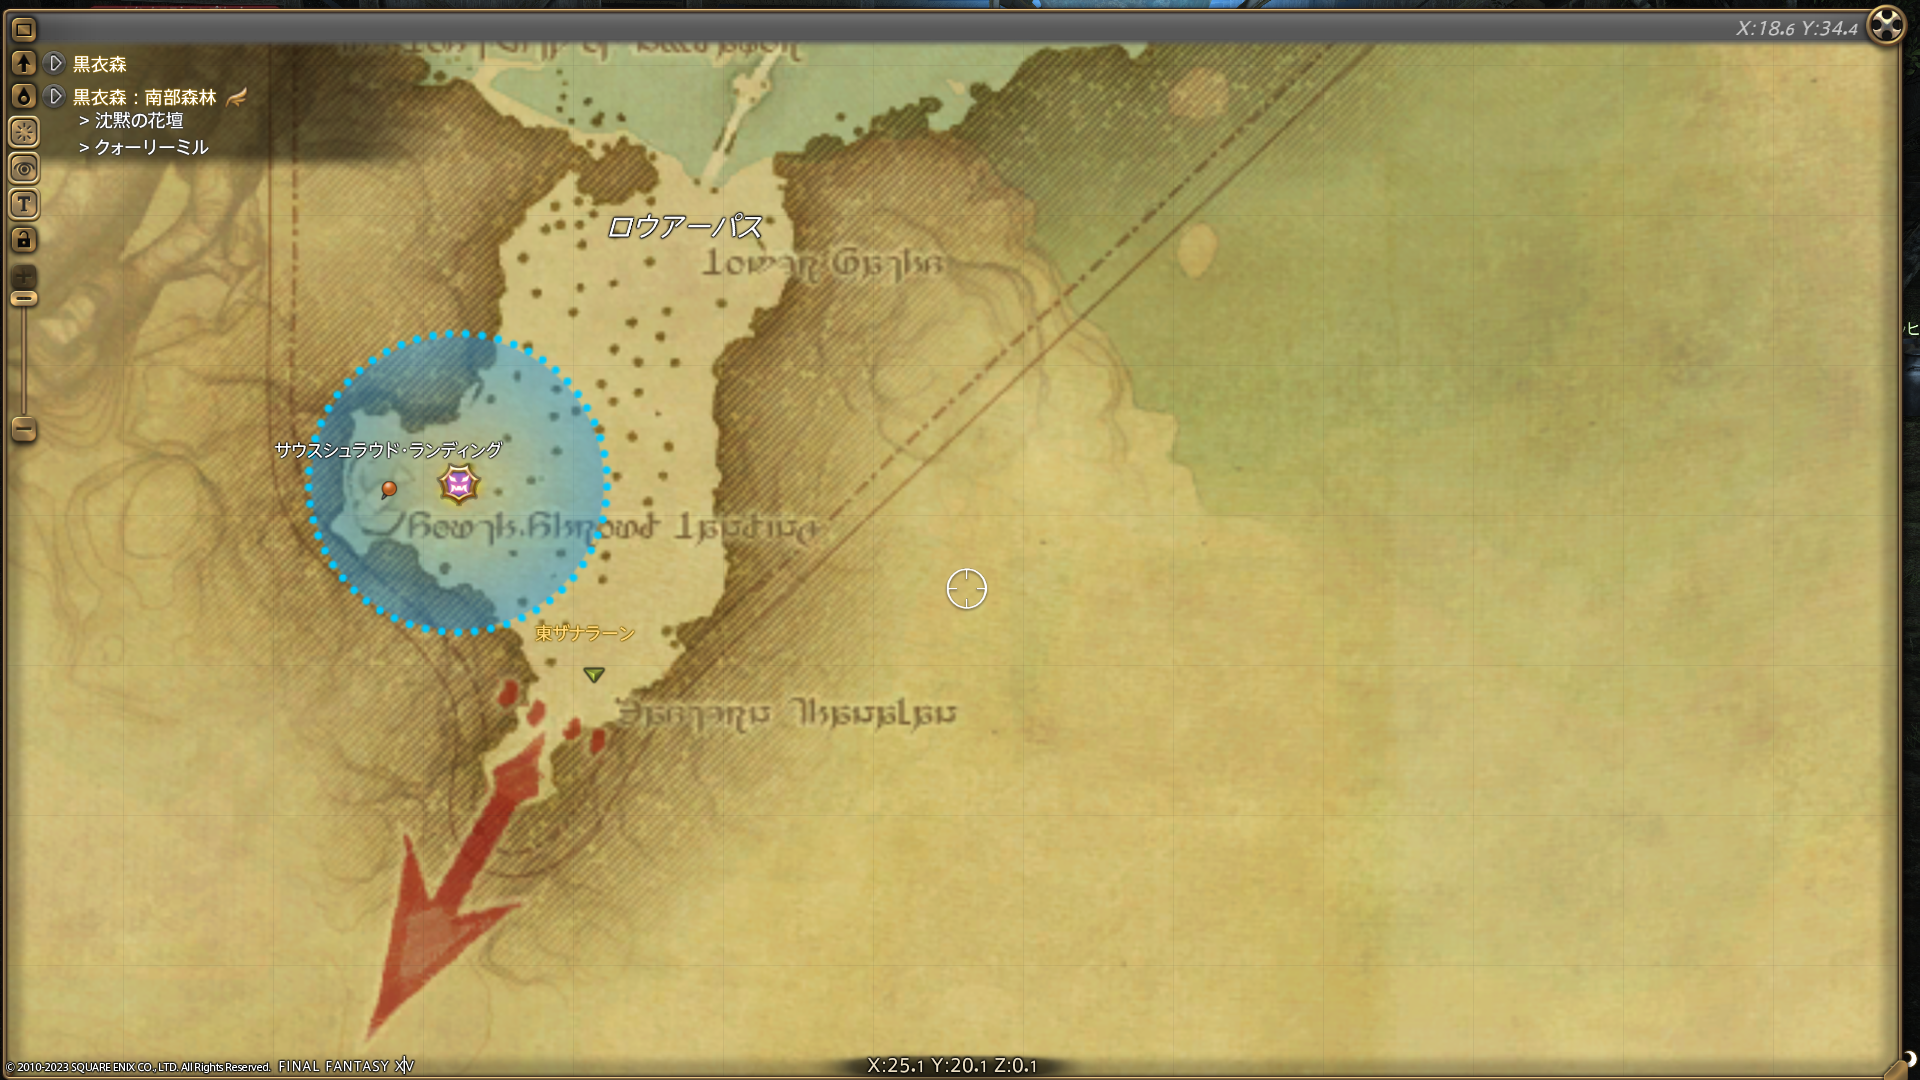 X:18.6 Y:34.4
黒衣森
黒衣森：南部森林
> 沈黙の花壇
> クォーリーミル
ロウアーパス
サウスシュラウド・ランディング
東ザナラーン
X:25.1 Y:20.1 Z:0.1
© 2010-2023 SQUARE ENIX CO., LTD. All Rights Reserved. FINAL FANTASY XIV